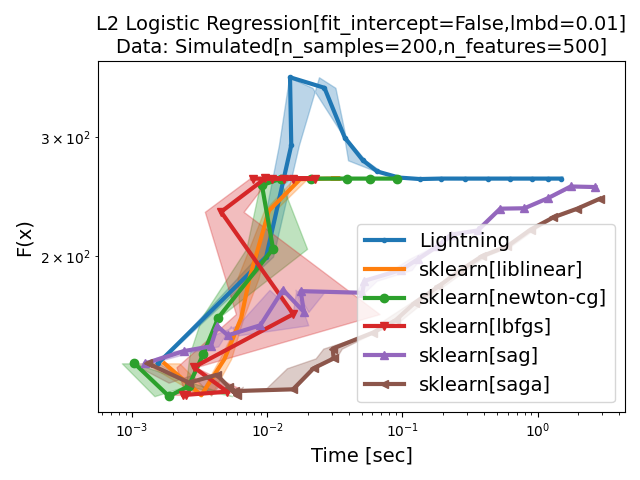 L2 Logistic Regression[fit_intercept=False,lmbd=0.01]
Data: Simulated[n_samples=200,n_features=500]
F(x)
3 × 10²
2 × 10²
Lightning
sklearn[liblinear]
sklearn[newton-cg]
sklearn[lbfgs]
sklearn[sag]
sklearn[saga]
10⁻³ 10⁻² 10⁻¹ 10⁰
Time [sec]